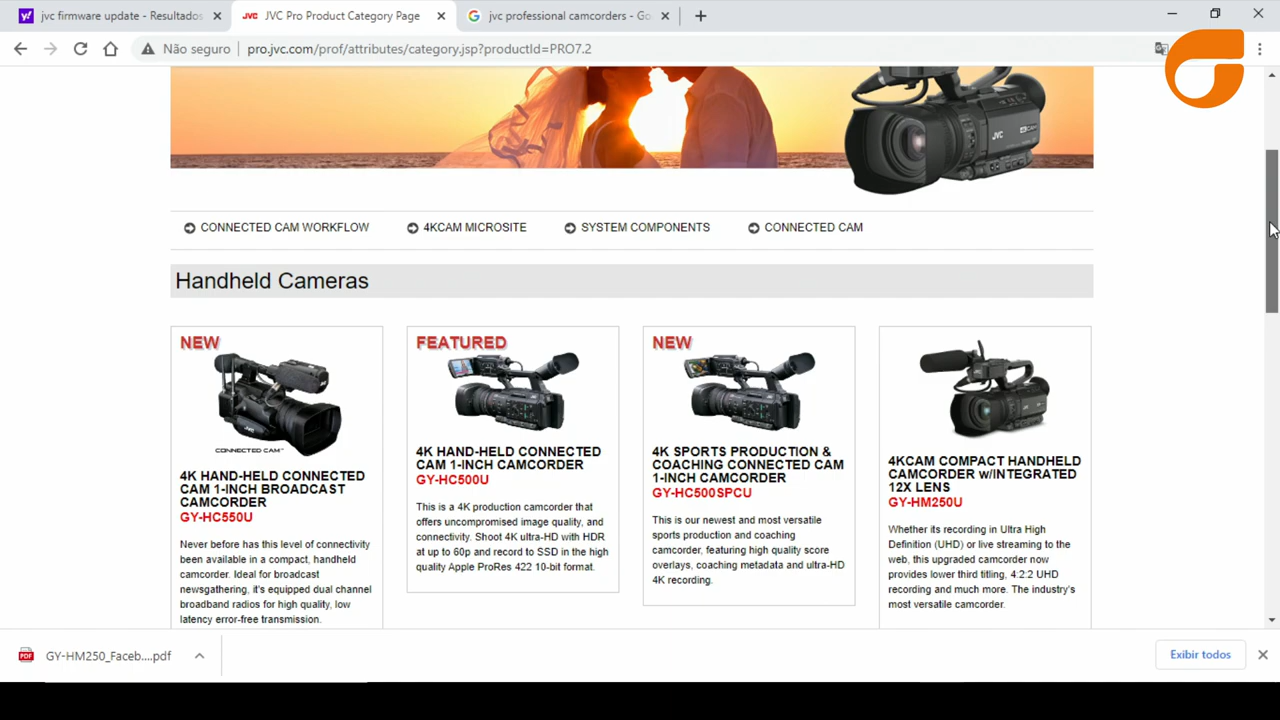 jvc firmware update - Resultados
JVC
JVC Pro Product Category Page
jvc professional camcorders - Go
Não seguro
pro.jvc.com/prof/attributes/category.jsp?productId=PRO7.2
JVC
CONNECTED CAM WORKFLOW
4KCAM MICROSITE
SYSTEM COMPONENTS
CONNECTED CAM
Handheld Cameras
NEW
CONNECTED CAM™
4K HAND-HELD CONNECTED
CAM 1-INCH BROADCAST
CAMCORDER
GY-HC550U
Never before has this level of connectivity
been available in a compact, handheld
camcorder. Ideal for broadcast
newsgathering, it's equipped dual channel
broadband radios for high quality, low
latency error-free transmission.
FEATURED
4K HAND-HELD CONNECTED
CAM 1-INCH CAMCORDER
GY-HC500U
This is a 4K production camcorder that
offers uncompromised image quality, and
connectivity. Shoot 4K ultra-HD with HDR
at up to 60p and record to SSD in the high
quality Apple ProRes 422 10-bit format.
NEW
4K SPORTS PRODUCTION &
COACHING CONNECTED CAM
1-INCH CAMCORDER
GY-HC500SPCU
This is our newest and most versatile
sports production and coaching
camcorder, featuring high quality score
overlays, coaching metadata and ultra-HD
4K recording.
4KCAM COMPACT HANDHELD
CAMCORDER w/INTEGRATED
12X LENS
GY-HM250U
Whether its recording in Ultra High
Definition (UHD) or live streaming to the
web, this upgraded camcorder now
provides lower third titling, 4:2:2 UHD
recording and much more. The industry's
most versatile camcorder.
GY-HM250_Faceb....pdf
Exibir todos